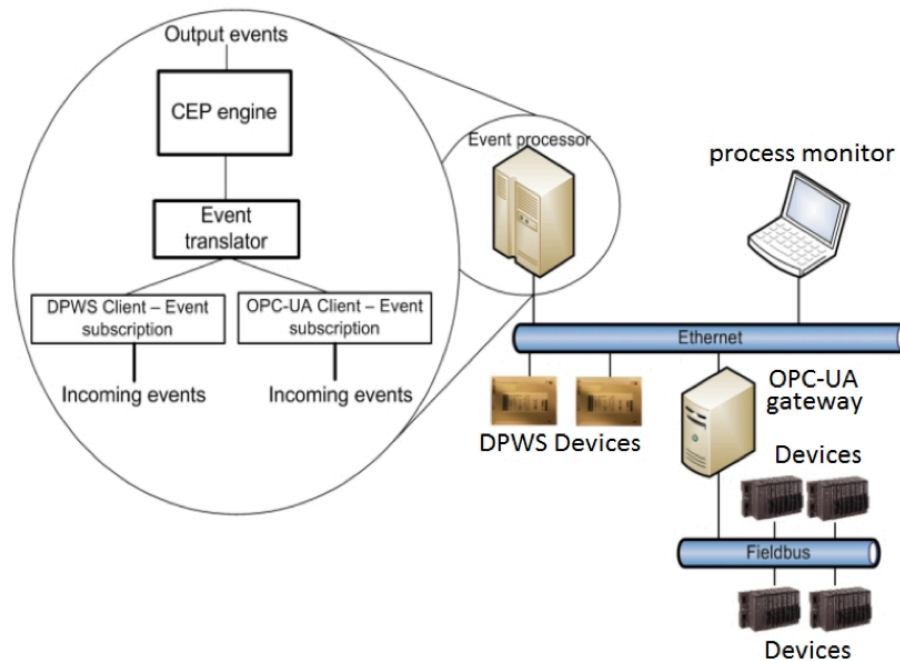 Output events
CEP engine
Event
translator
DPWS Client – Event
subscription
OPC-UA Client – Event
subscription
Incoming events
Incoming events
Event processor
process monitor
Ethernet
DPWS Devices
OPC-UA
gateway
Devices
Fieldbus
Devices